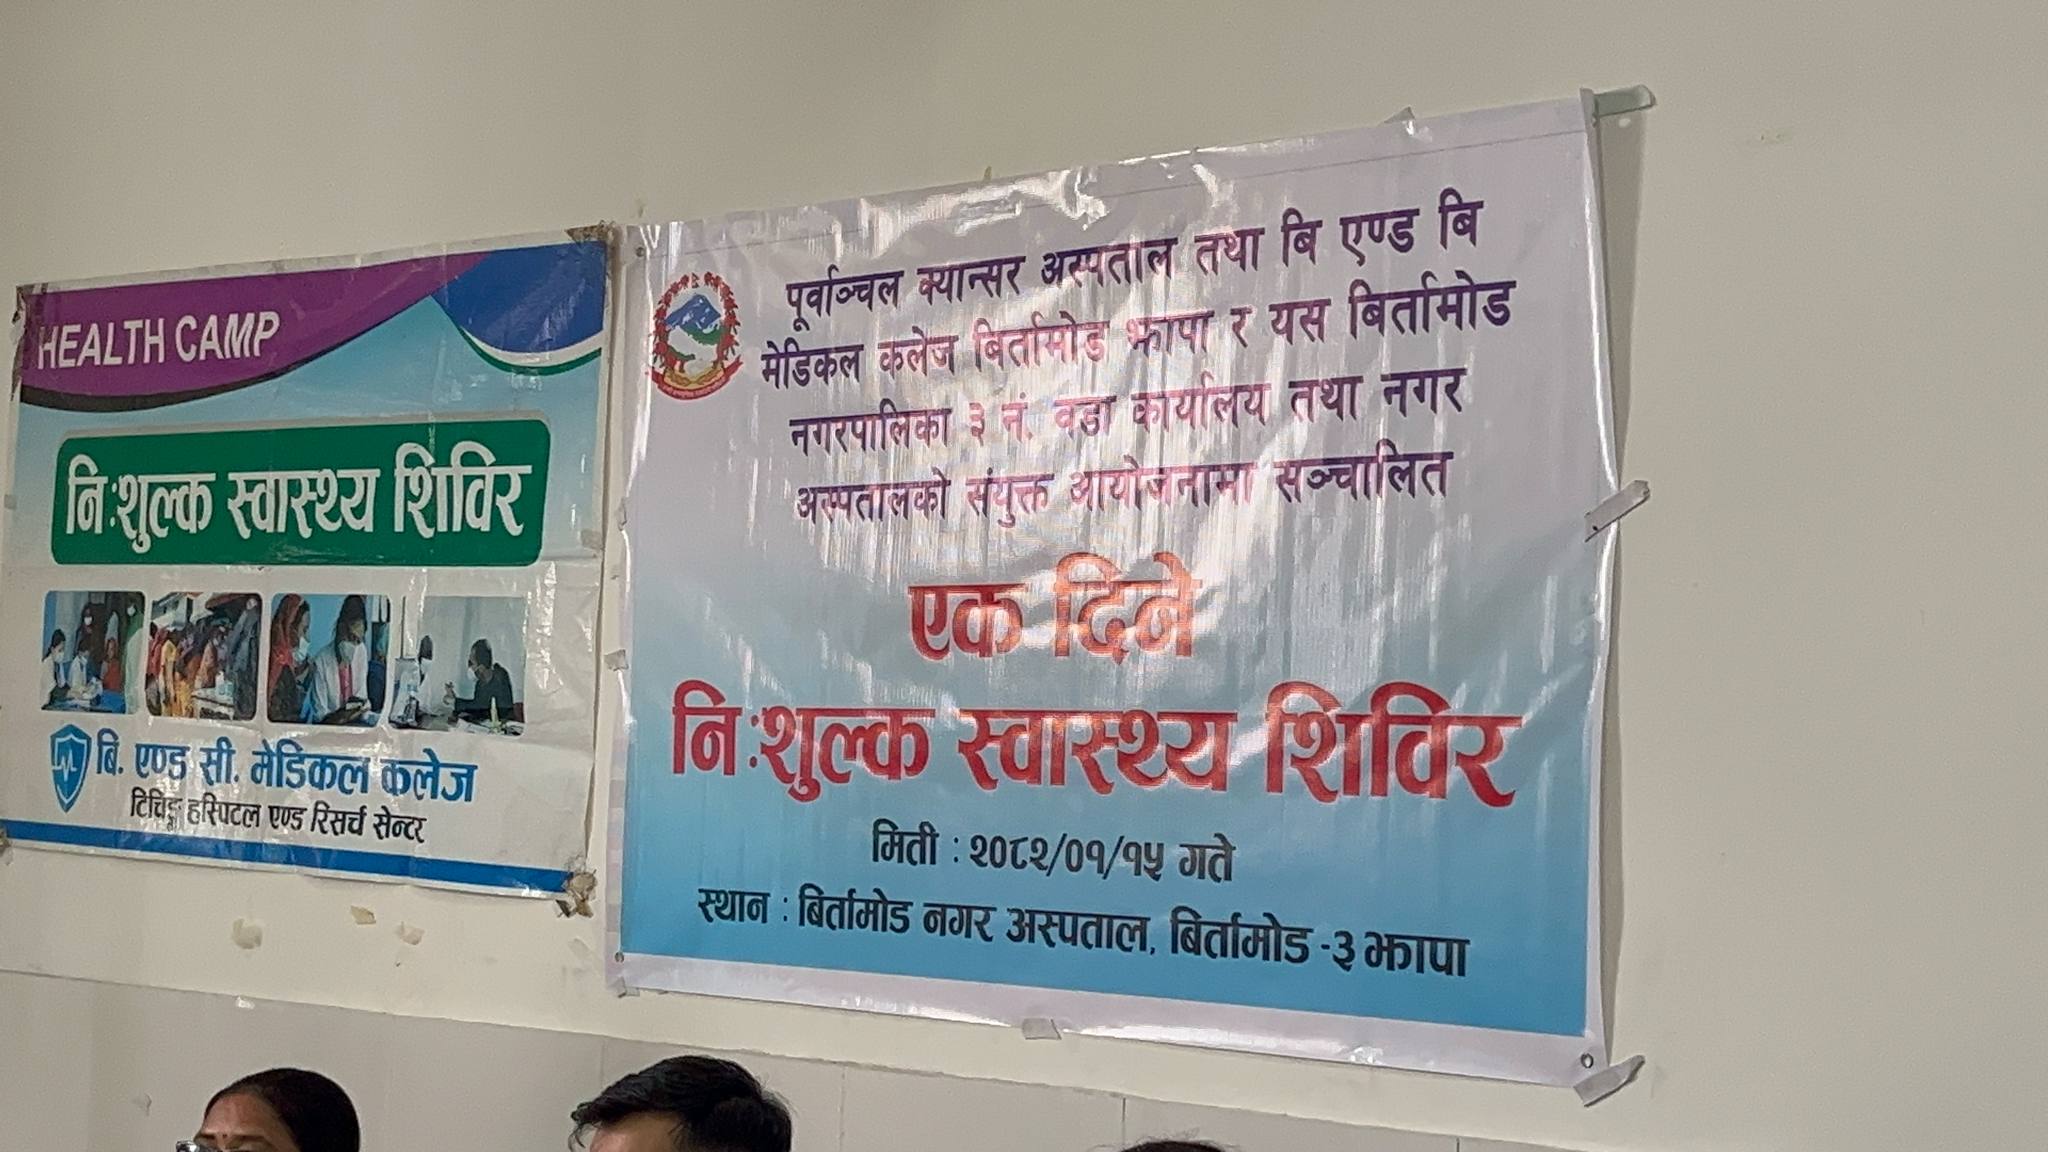 HEALTH CAMP
निःशुल्क स्वास्थ्य शिविर
बि. एण्ड सी. मेडिकल कलेज
टिचिङ्ग हस्पिटल एण्ड रिसर्च सेन्टर
पूर्वाञ्चल क्यान्सर अस्पताल तथा बि एण्ड बि
मेडिकल कलेज बिर्तामोड झापा र यस बिर्तामोड
नगरपालिका ३ नं. वडा कार्यालय तथा नगर
अस्पतालको संयुक्त आयोजनामा सञ्चालित
एक दिने
निःशुल्क स्वास्थ्य शिविर
मिती : २०८२/०१/१५ गते
स्थान : बिर्तामोड नगर अस्पताल, बिर्तामोड -३ झापा